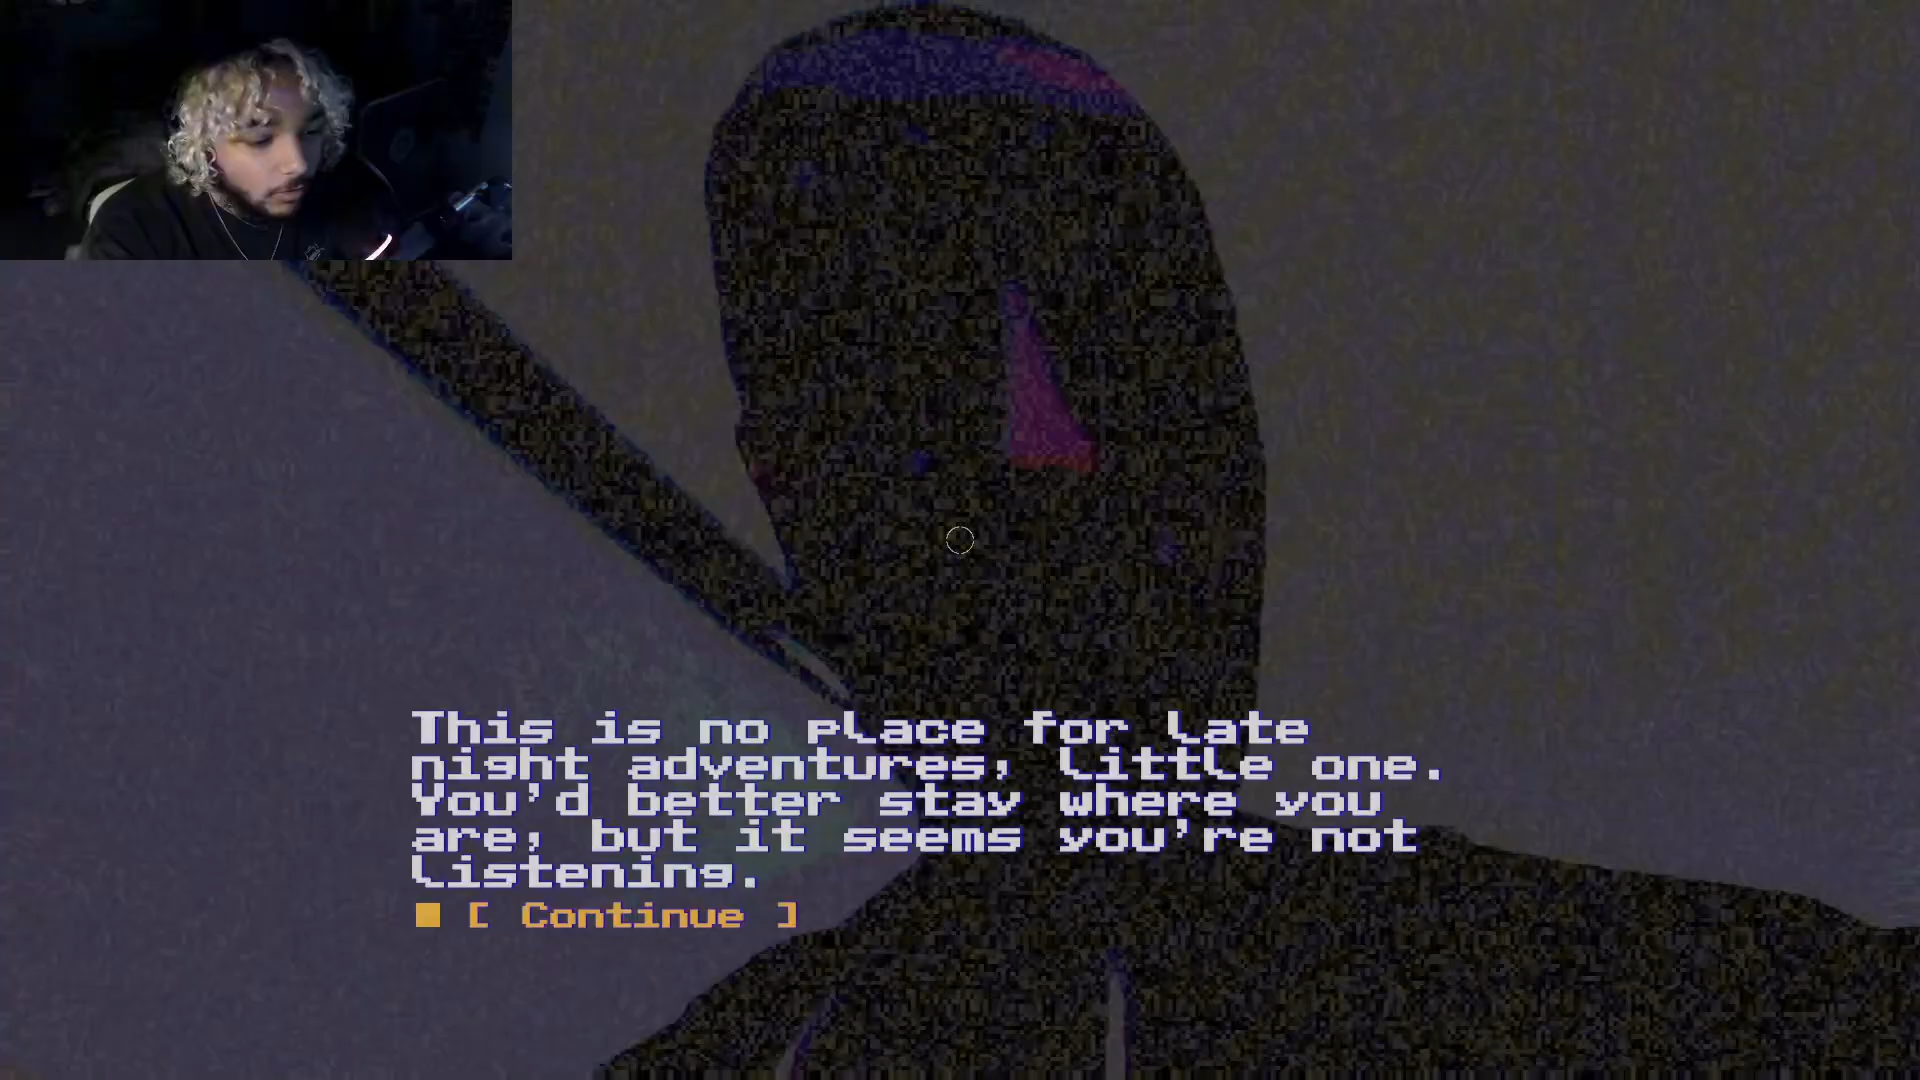 This is no place for late
night adventures, little one.
You'd better stay where you
are, but it seems you're not
listening.
[ Continue ]